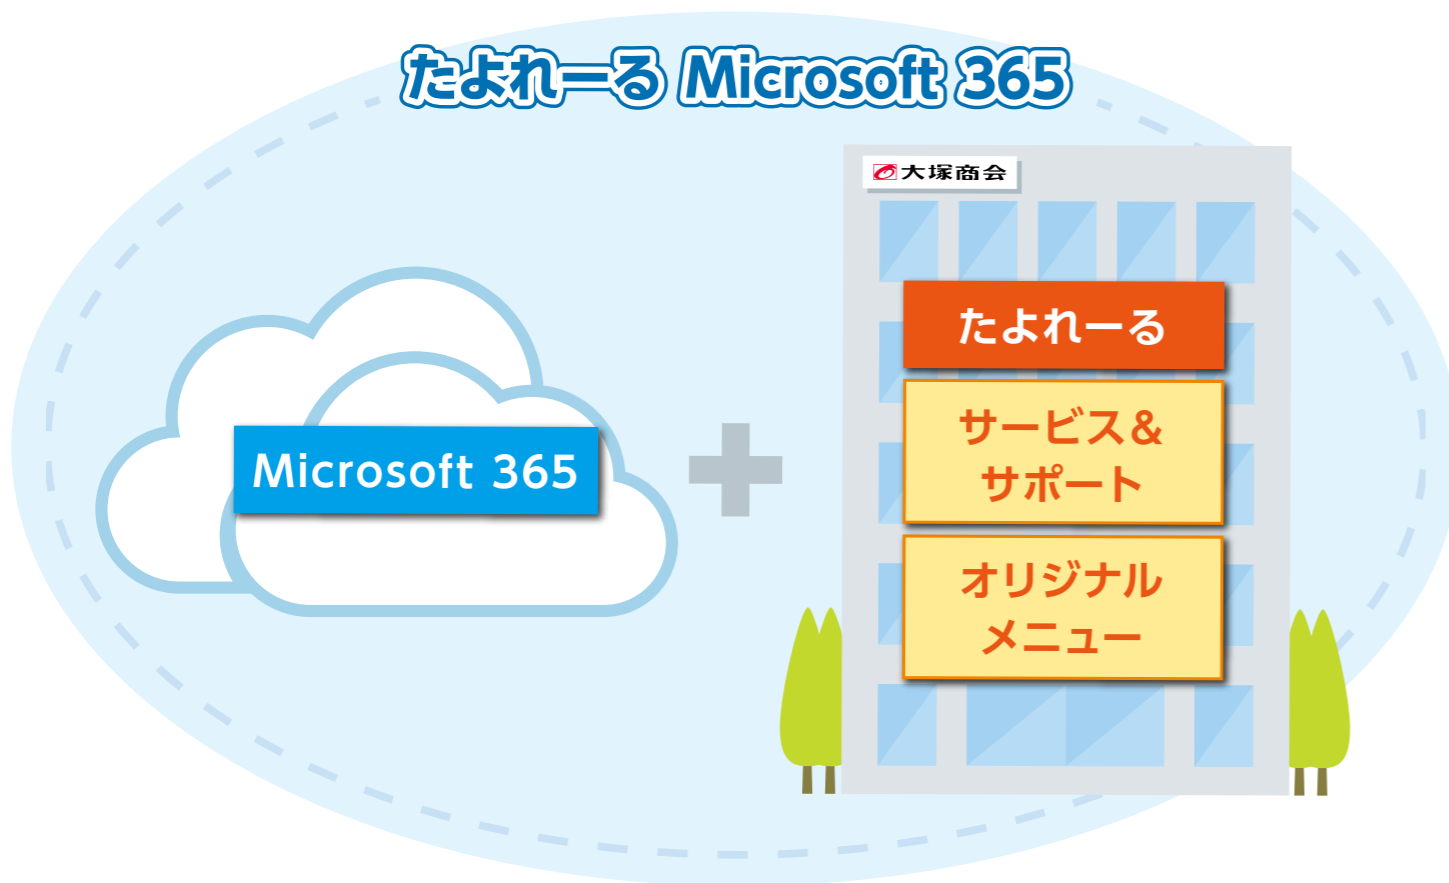 たよれーる Microsoft 365
大塚商会
Microsoft 365
たよれーる
サービス&
サポート
オリジナル
メニュー